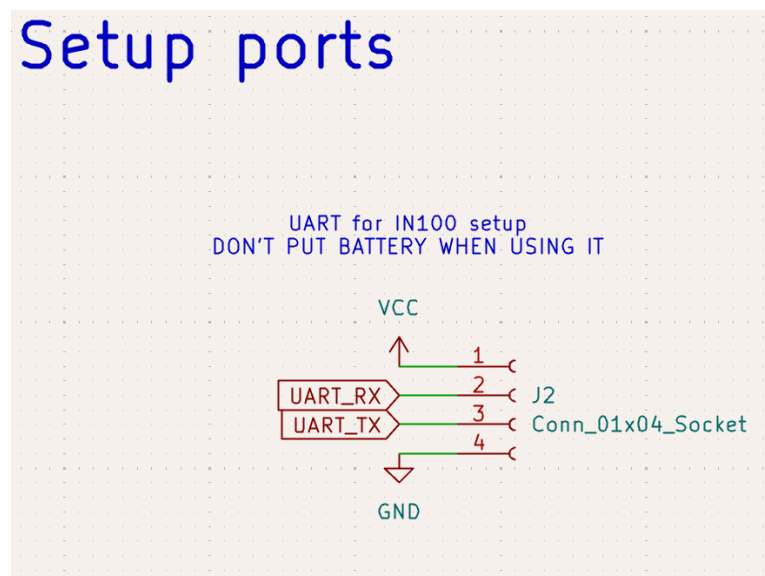 Setup ports
UART for IN100 setup
DON'T PUT BATTERY WHEN USING IT
VCC
1
UART_RX 2 J2
UART_TX 3 Conn_01x04_Socket
4
GND